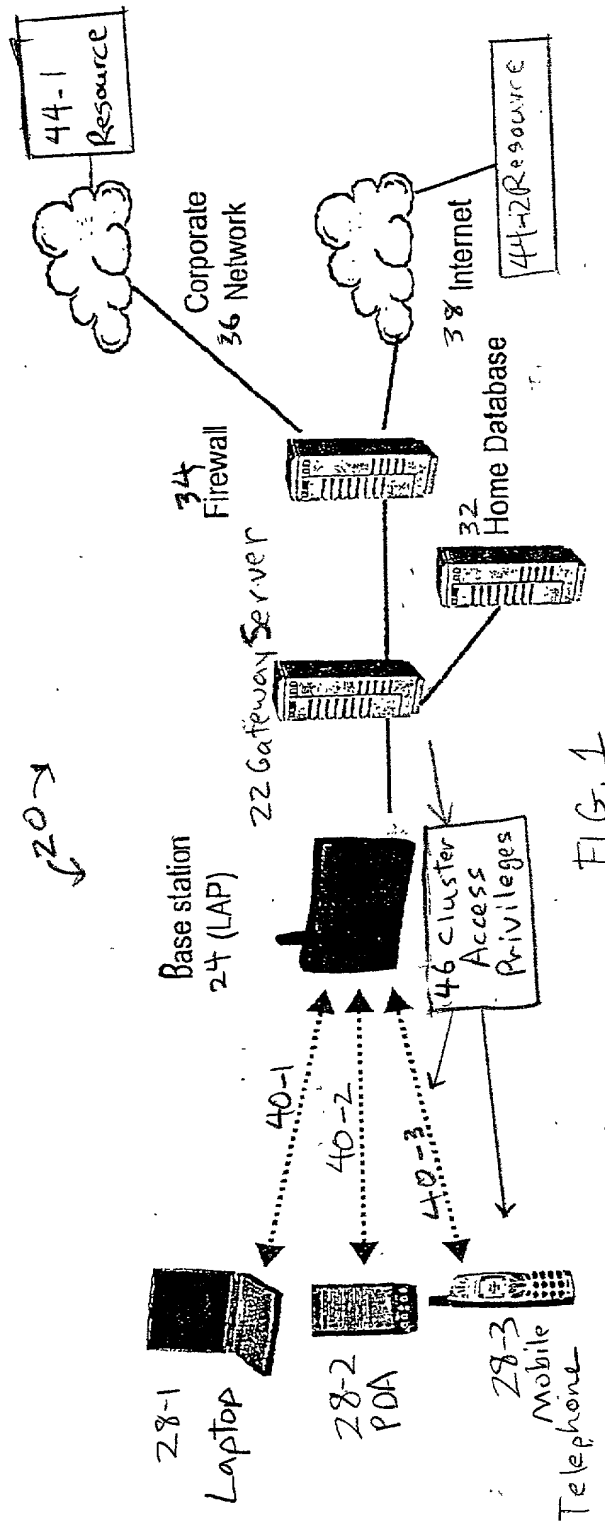 20
44-1
Resource
Corporate
36 Network
34
Firewall
38 Internet
44-2 Resource
32
Home Database
22 Gateway Server
Base station
24 (LAP)
46 Cluster
Access
Privileges
40-1
40-2
40-3
28-1
Laptop
28-2
PDA
28-3
Mobile
Telephone
FIG. 1